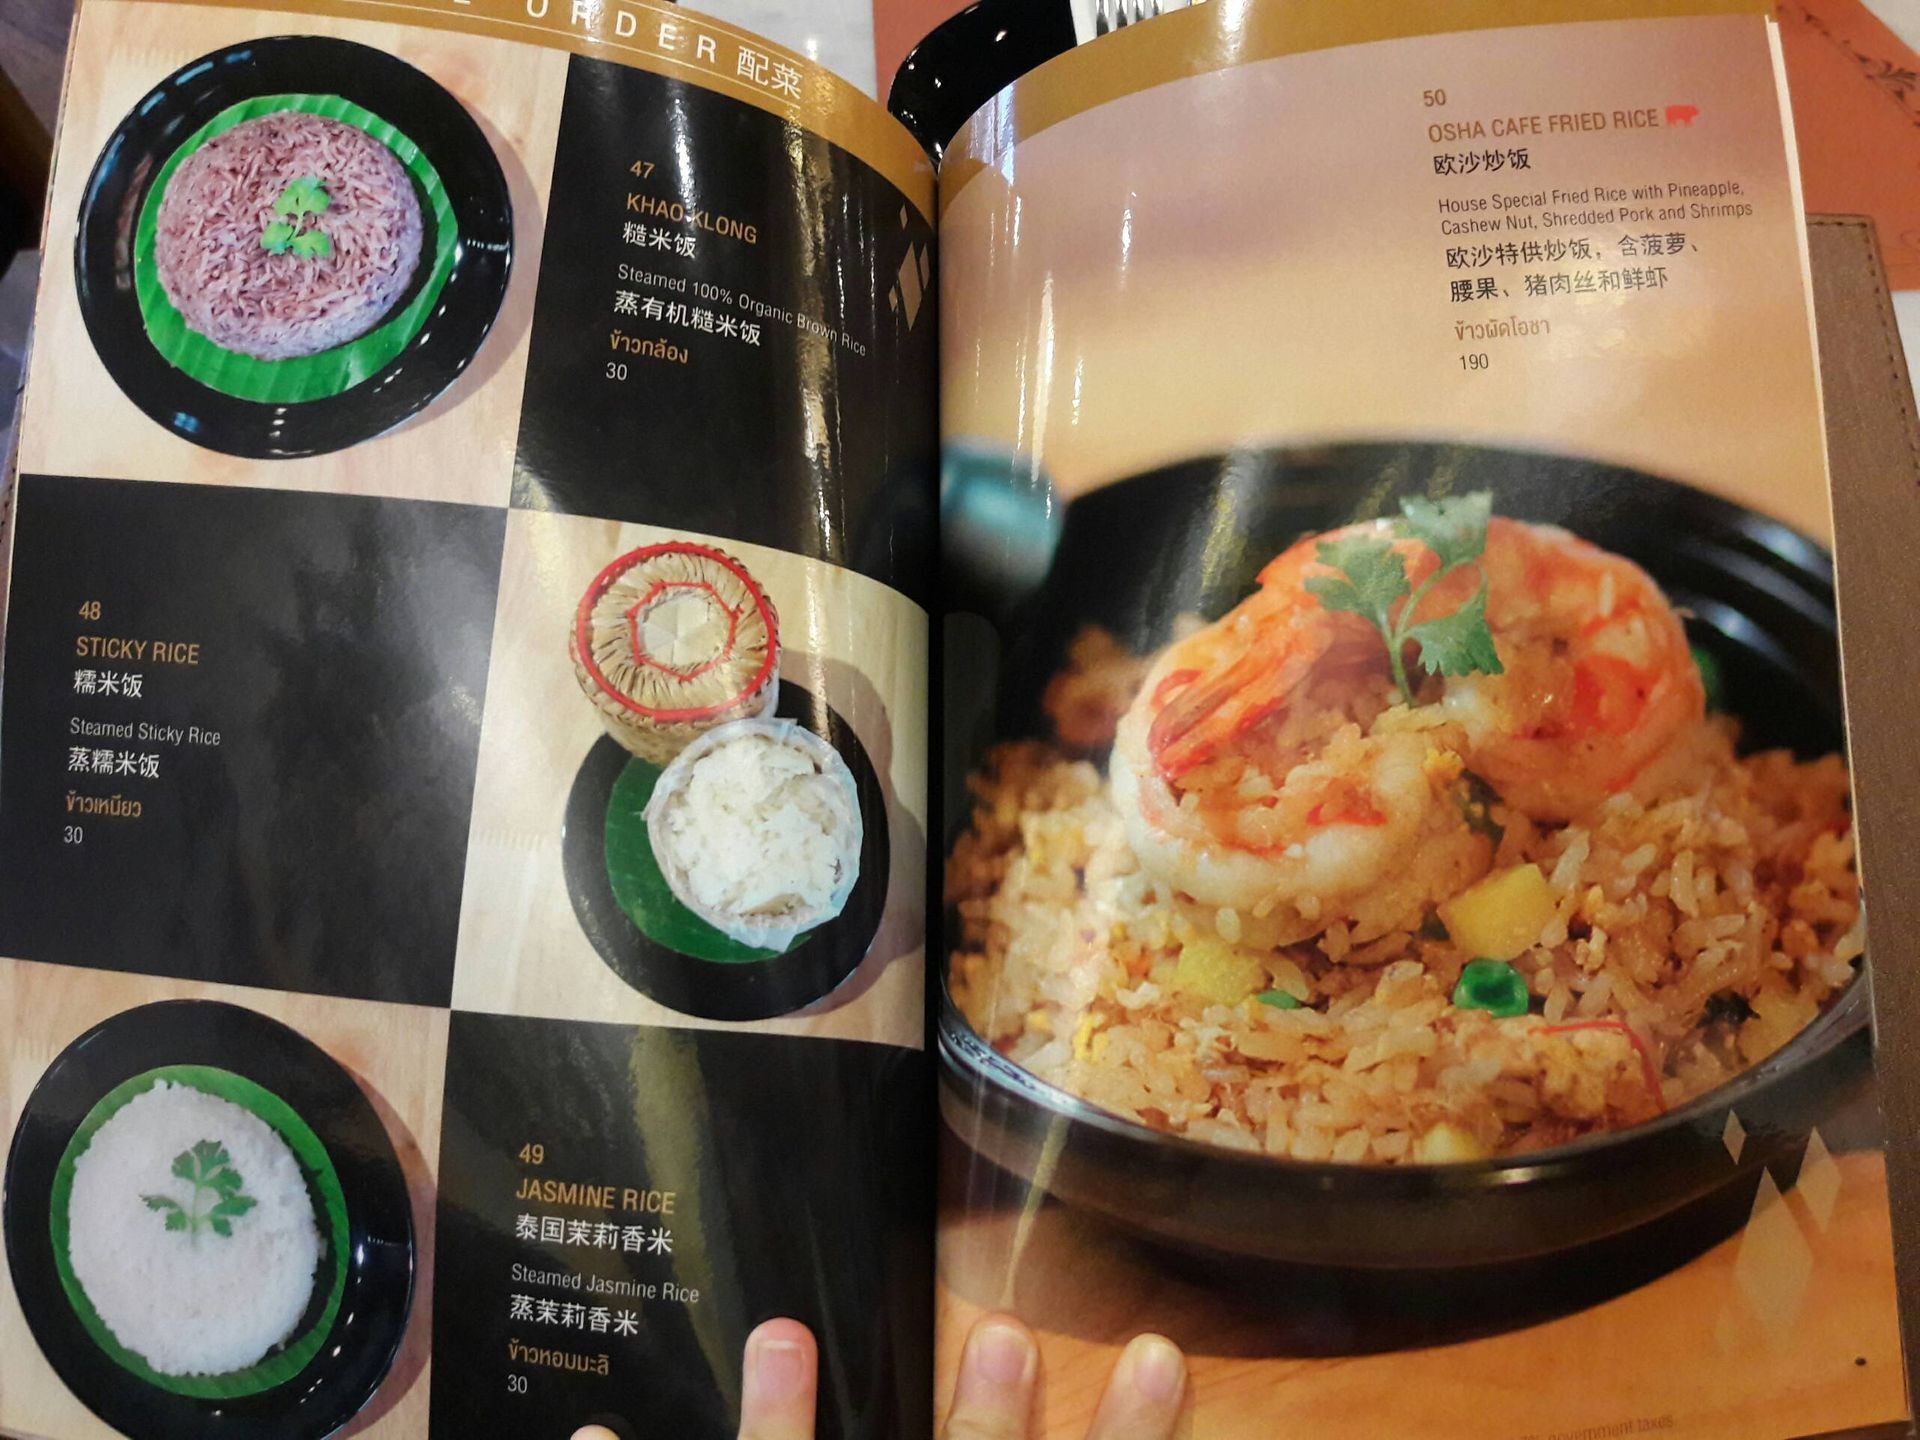 ORDER 配菜
47
KHAO KLONG
糙米饭
Steamed 100% Organic Brown Rice
蒸有机糙米饭
ข้าวกล้อง
30
48
STICKY RICE
糯米饭
Steamed Sticky Rice
蒸糯米饭
ข้าวเหนียว
30
49
JASMINE RICE
泰国茉莉香米
Steamed Jasmine Rice
蒸茉莉香米
ข้าวหอมมะลิ
30
50
OSHA CAFE FRIED RICE
欧沙炒饭
House Special Fried Rice with Pineapple,
Cashew Nut, Shredded Pork and Shrimps
欧沙特供炒饭，含菠萝、
腰果、猪肉丝和鲜虾
ข้าวผัดโอชา
190
government taxes